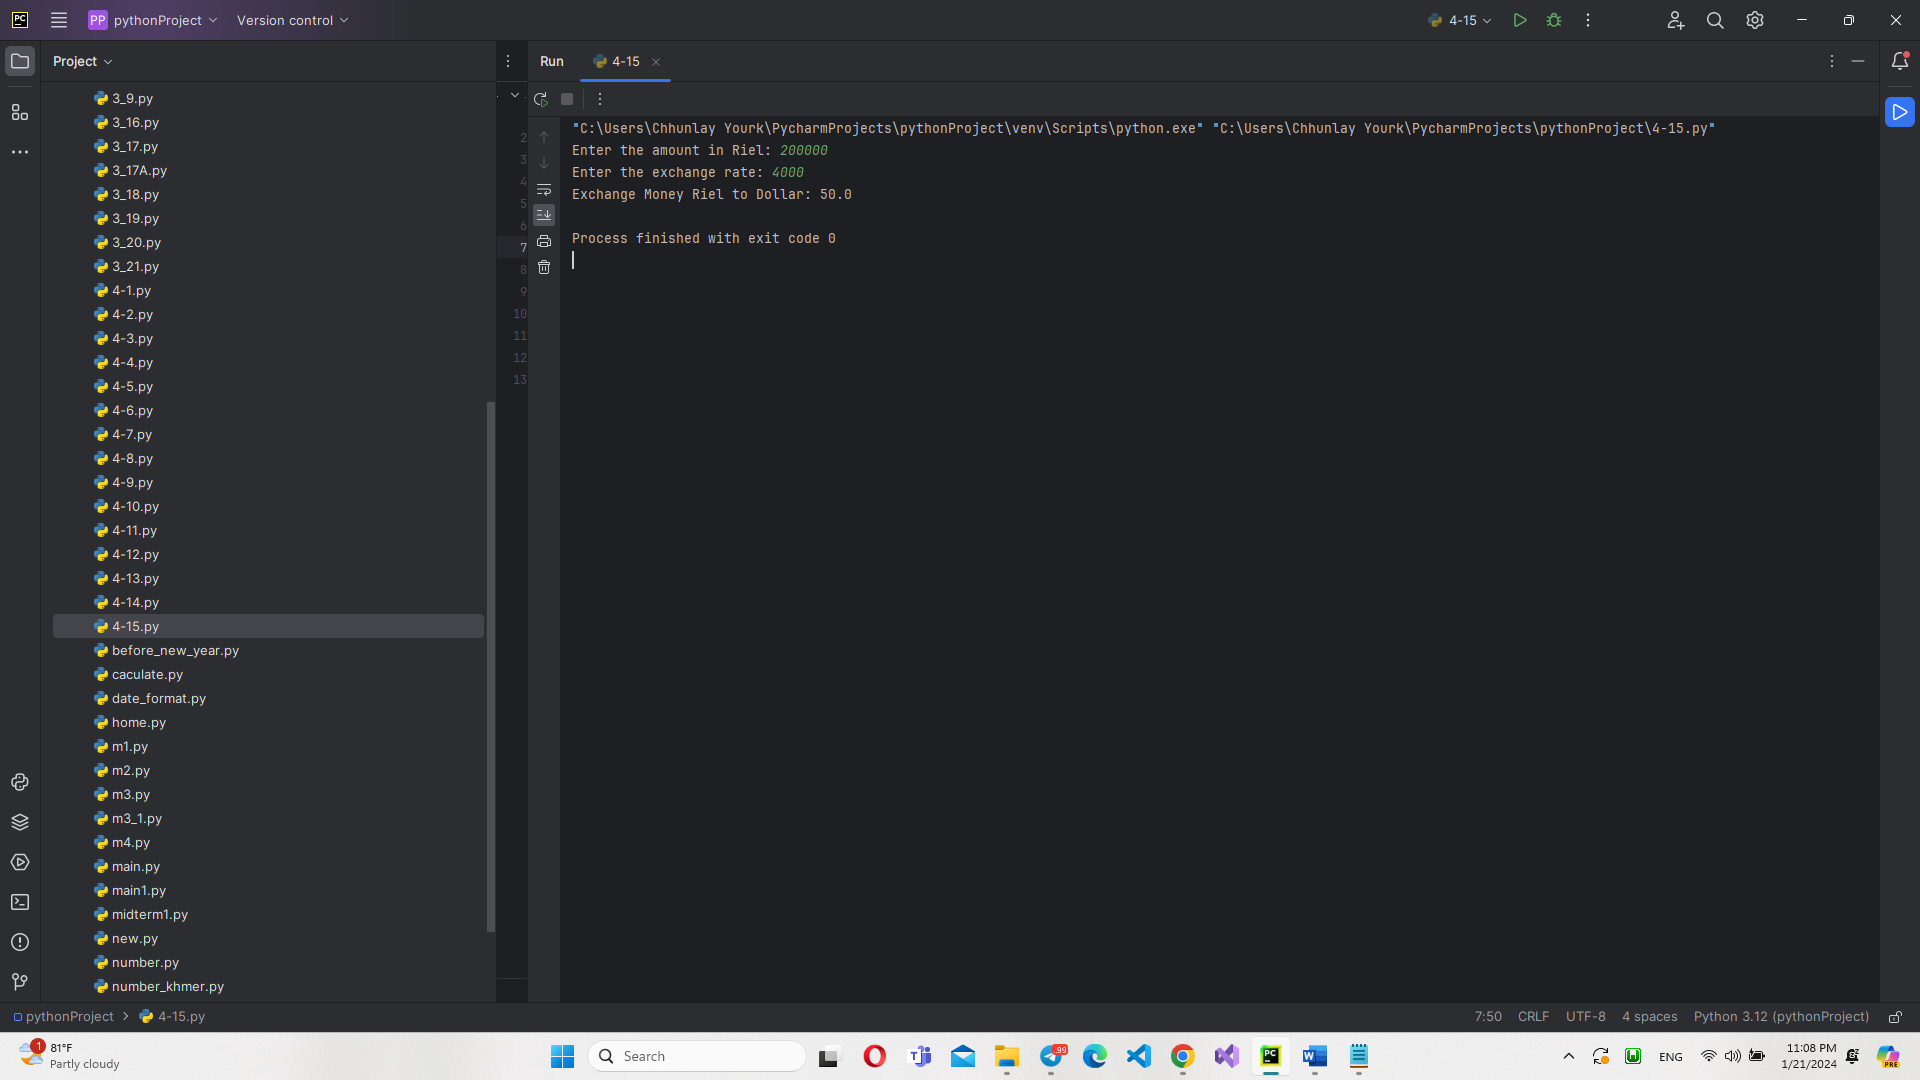 PC PP pythonProject Version control 4-15
Project
Run 4-15
3_9.py
3_16.py
3_17.py
3_17A.py
3_18.py
3_19.py
3_20.py
3_21.py
4-1.py
4-2.py
4-3.py
4-4.py
4-5.py
4-6.py
4-7.py
4-8.py
4-9.py
4-10.py
4-11.py
4-12.py
4-13.py
4-14.py
4-15.py
before_new_year.py
caculate.py
date_format.py
home.py
m1.py
m2.py
m3.py
m3_1.py
m4.py
main.py
main1.py
midterm1.py
new.py
number.py
number_khmer.py
2
3
4
5
6
7
8
9
10
11
12
13
"C:\Users\Chhunlay Yourk\PycharmProjects\pythonProject\venv\Scripts\python.exe" "C:\Users\Chhunlay Yourk\PycharmProjects\pythonProject\4-15.py"
Enter the amount in Riel: 200000
Enter the exchange rate: 4000
Exchange Money Riel to Dollar: 50.0
Process finished with exit code 0
pythonProject > 4-15.py
7:50 CRLF UTF-8 4 spaces Python 3.12 (pythonProject)
1
81°F
Partly cloudy
Search
99
PC
W
ENG
11:08 PM
1/21/2024
PRE